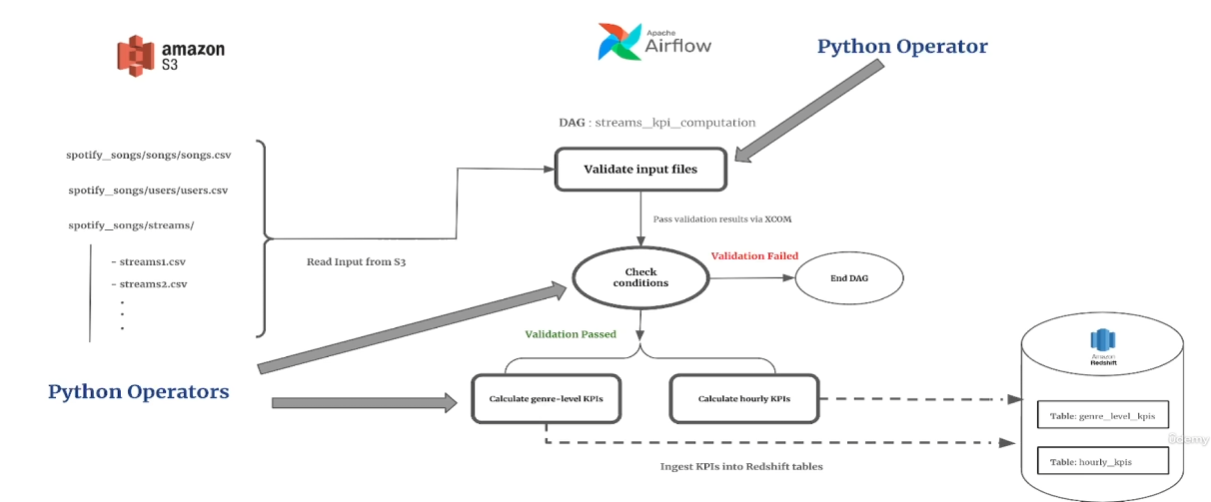 amazon
S3
Apache
Airflow
Python Operator
DAG : streams_kpi_computation
spotify_songs/songs/songs.csv
Validate input files
spotify_songs/users/users.csv
Pass validation results via XCOM
spotify_songs/streams/
Validation Failed
- streams1.csv
Read Input from S3
Check
conditions
End DAG
- streams2.csv
Validation Passed
Amazon
Redshift
Python Operators
Calculate genre-level KPIs
Calculate hourly KPIs
Table: genre_level_kpis
Udemy
Ingest KPIs into Redshift tables
Table: hourly_kpis